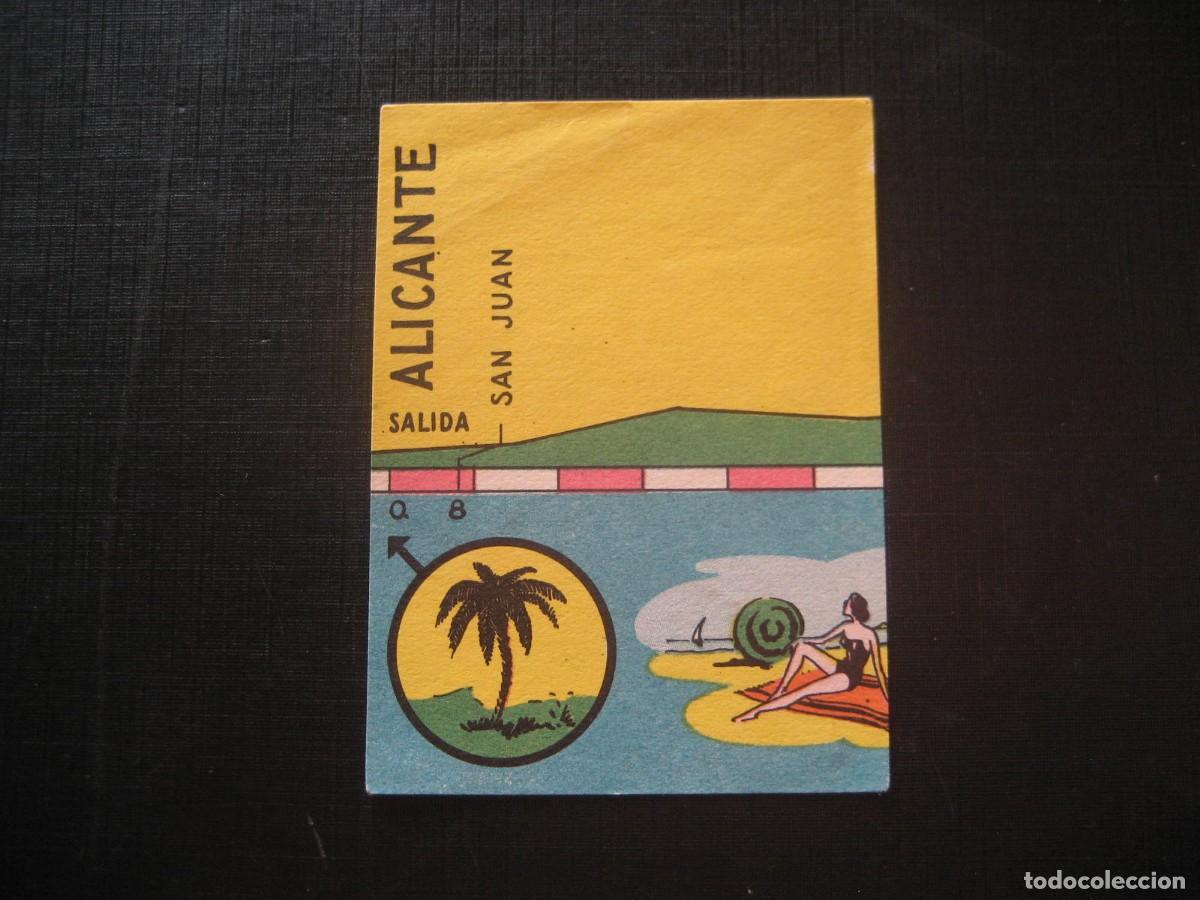 ALICANTE
SAN JUAN
SALIDA
0 8
todocoleccion